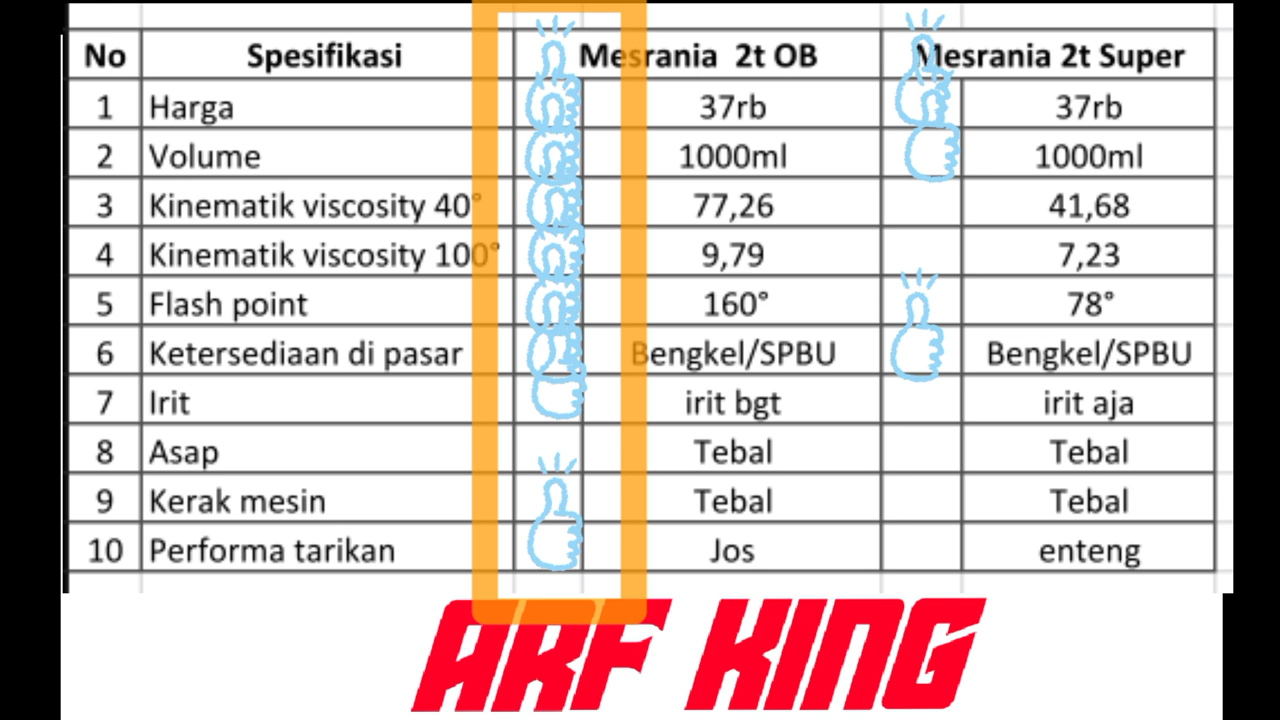 No Spesifikasi Mesrania 2t OB Mesrania 2t Super
1 Harga 37rb 37rb
2 Volume 1000ml 1000ml
3 Kinematik viscosity 40° 77,26 41,68
4 Kinematik viscosity 100° 9,79 7,23
5 Flash point 160° 78°
6 Ketersediaan di pasar Bengkel/SPBU Bengkel/SPBU
7 Irit irit bgt irit aja
8 Asap Tebal Tebal
9 Kerak mesin Tebal Tebal
10 Performa tarikan Jos enteng
ARF KING